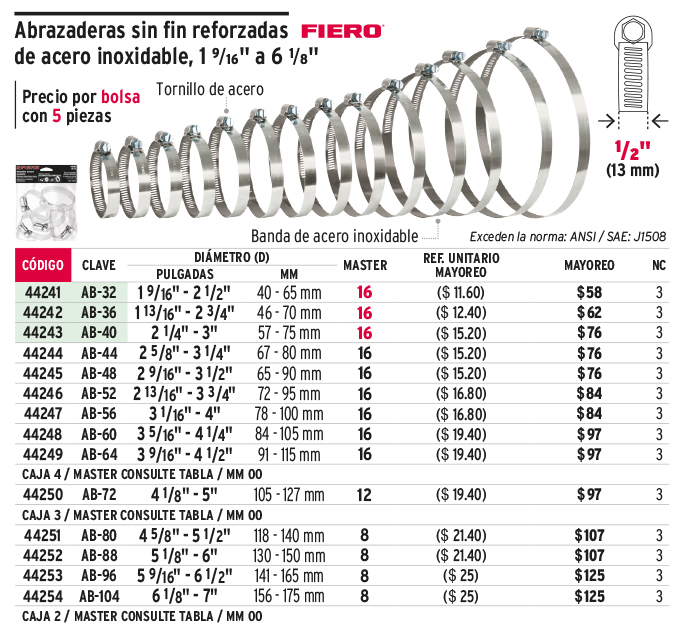 Abrazaderas sin fin reforzadas FIERO®
de acero inoxidable, 1 9/16" a 6 1/8"
Precio por bolsa
con 5 piezas
Tornillo de acero
1/2"
(13 mm)
Banda de acero inoxidable
Exceden la norma: ANSI / SAE: J1508
CÓDIGO CLAVE DIÁMETRO (D) PULGADAS MM MASTER REF. UNITARIO MAYOREO MAYOREO NC
44241 AB-32 1 9/16" - 2 1/2" 40 - 65 mm 16 ($ 11.60) $58 3
44242 AB-36 1 13/16" - 2 3/4" 46 - 70 mm 16 ($ 12.40) $62 3
44243 AB-40 2 1/4" - 3" 57 - 75 mm 16 ($ 15.20) $76 3
44244 AB-44 2 5/8" - 3 1/4" 67 - 80 mm 16 ($ 15.20) $76 3
44245 AB-48 2 9/16" - 3 1/2" 65 - 90 mm 16 ($ 15.20) $76 3
44246 AB-52 2 13/16" - 3 3/4" 72 - 95 mm 16 ($ 16.80) $84 3
44247 AB-56 3 1/16" - 4" 78 - 100 mm 16 ($ 16.80) $84 3
44248 AB-60 3 5/16" - 4 1/4" 84 - 105 mm 16 ($ 19.40) $97 3
44249 AB-64 3 9/16" - 4 1/2" 91 - 115 mm 16 ($ 19.40) $97 3
CAJA 4 / MASTER CONSULTE TABLA / MM 00
44250 AB-72 4 1/8" - 5" 105 - 127 mm 12 ($ 19.40) $97 3
CAJA 3 / MASTER CONSULTE TABLA / MM 00
44251 AB-80 4 5/8" - 5 1/2" 118 - 140 mm 8 ($ 21.40) $107 3
44252 AB-88 5 1/8" - 6" 130 - 150 mm 8 ($ 21.40) $107 3
44253 AB-96 5 9/16" - 6 1/2" 141 - 165 mm 8 ($ 25) $125 3
44254 AB-104 6 1/8" - 7" 156 - 175 mm 8 ($ 25) $125 3
CAJA 2 / MASTER CONSULTE TABLA / MM 00